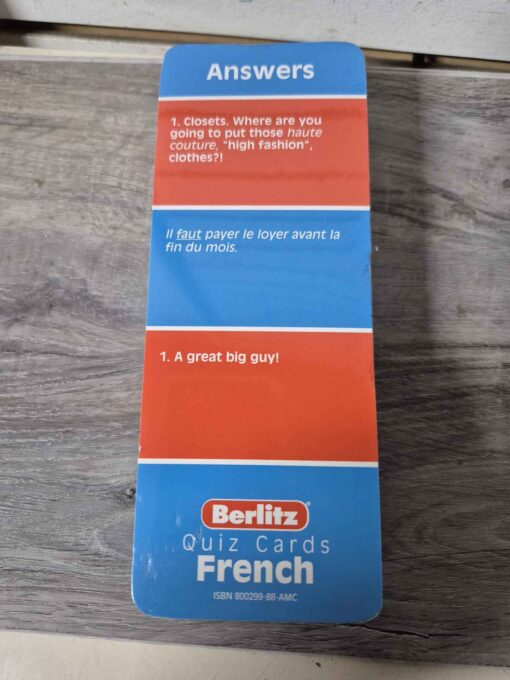 Answers
1. Closets. Where are you
going to put those haute
couture, "high fashion",
clothes?!
Il faut payer le loyer avant la
fin du mois.
1. A great big guy!
Berlitz®
Quiz Cards
French
ISBN 800299-88-AMC